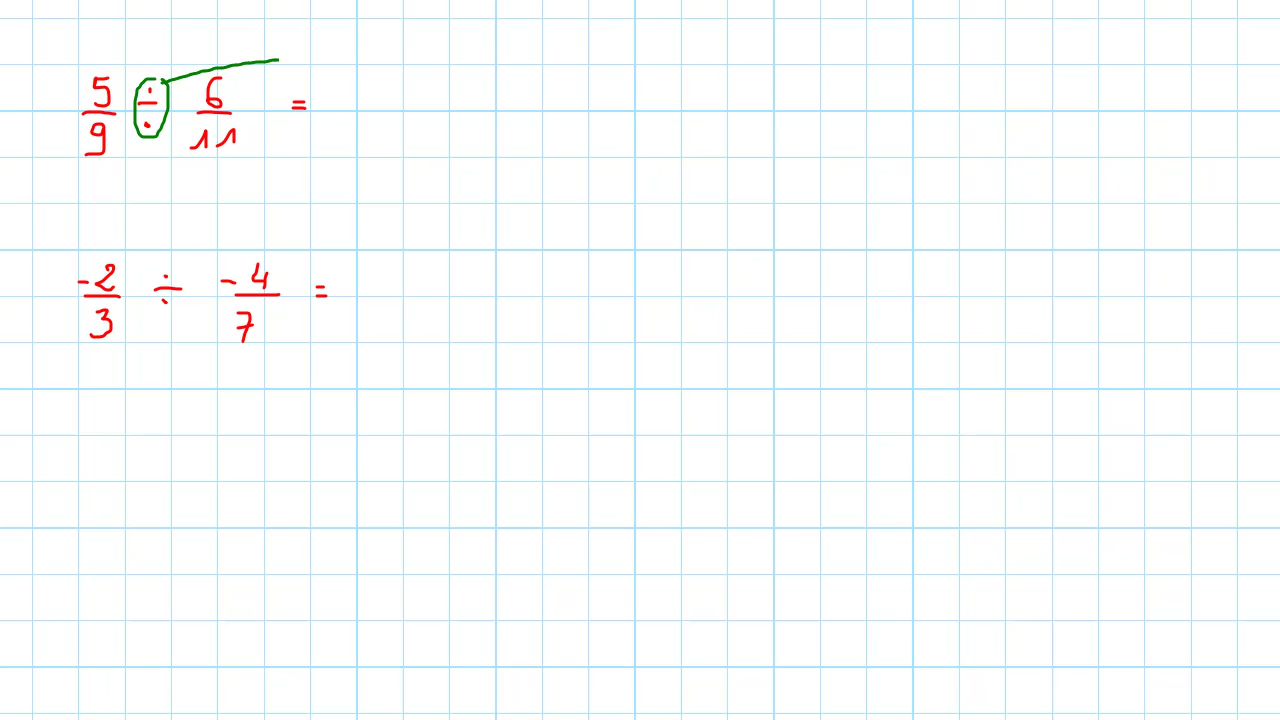 5/9 ÷ 6/11 =
-2/3 ÷ -4/7 =